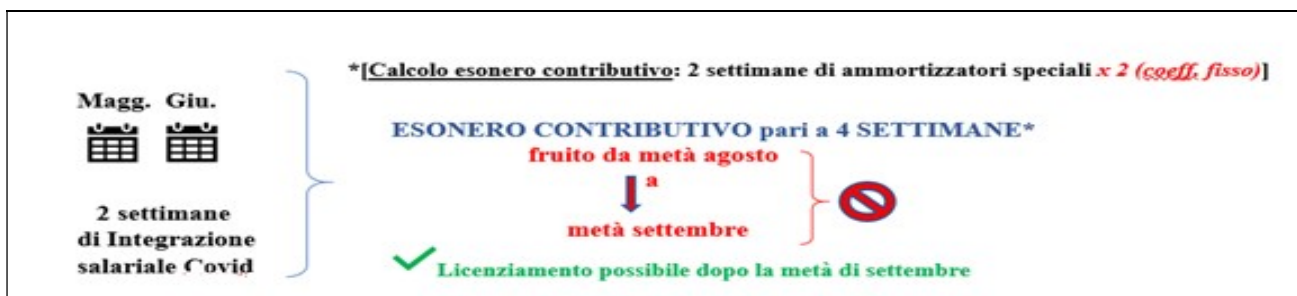 *[Calcolo esonero contributivo: 2 settimane di ammortizzatori speciali x 2 (coeff, fisso)]
Magg. Giu.
ESONERO CONTRIBUTIVO pari a 4 SETTIMANE*
fruito da metà agosto
a
metà settembre
2 settimane
di Integrazione
salariale Covid
Licenziamento possibile dopo la metà di settembre